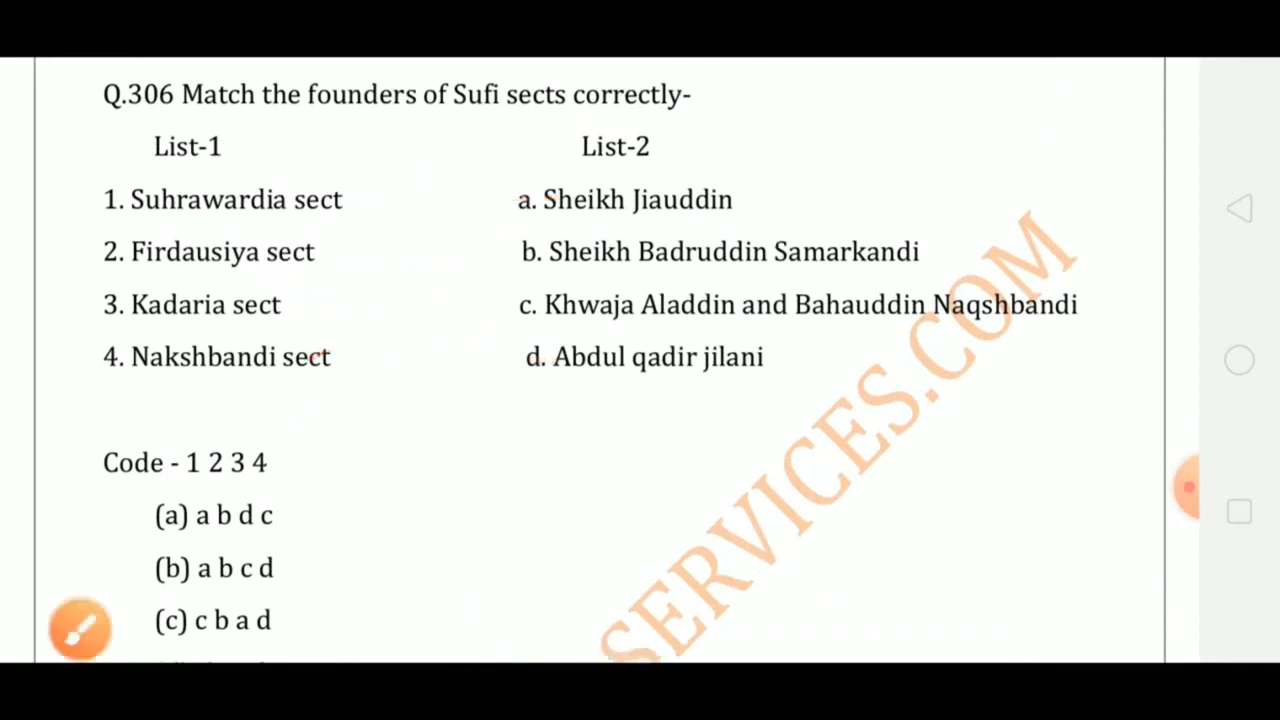 Q.306 Match the founders of Sufi sects correctly-
List-1 List-2
1. Suhrawardia sect a. Sheikh Jiauddin
2. Firdausiya sect b. Sheikh Badruddin Samarkandi
3. Kadaria sect c. Khwaja Aladdin and Bahauddin Naqshbandi
4. Nakshbandi sect d. Abdul qadir jilani
Code - 1 2 3 4
(a) a b d c
(b) a b c d
(c) c b a d
SERVICES.COM